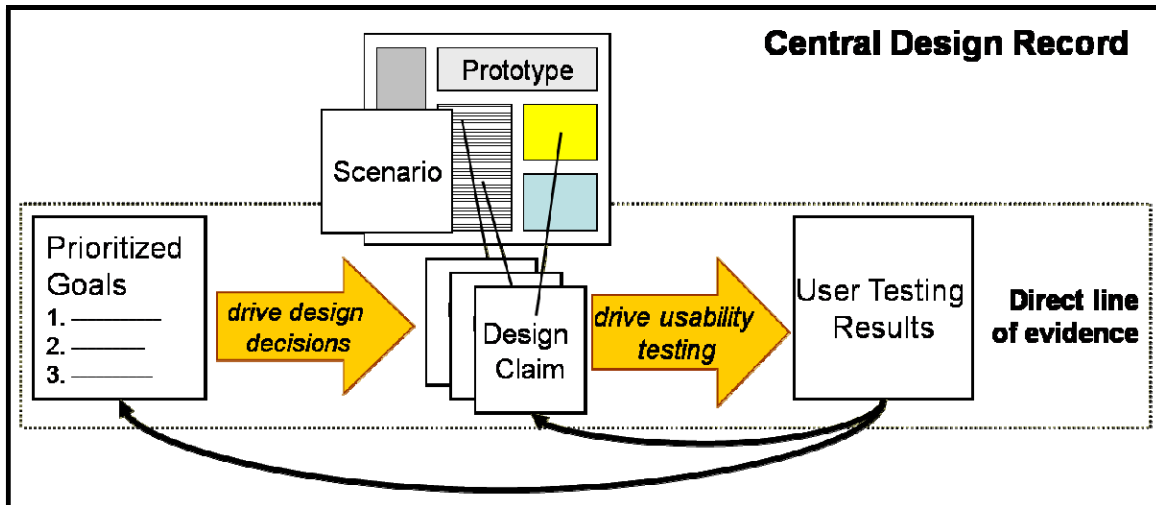 Central Design Record
Prototype
Scenario
Prioritized
Goals
1.
2.
3.
drive design
decisions
Design
Claim
drive usability
testing
User Testing
Results
Direct line
of evidence